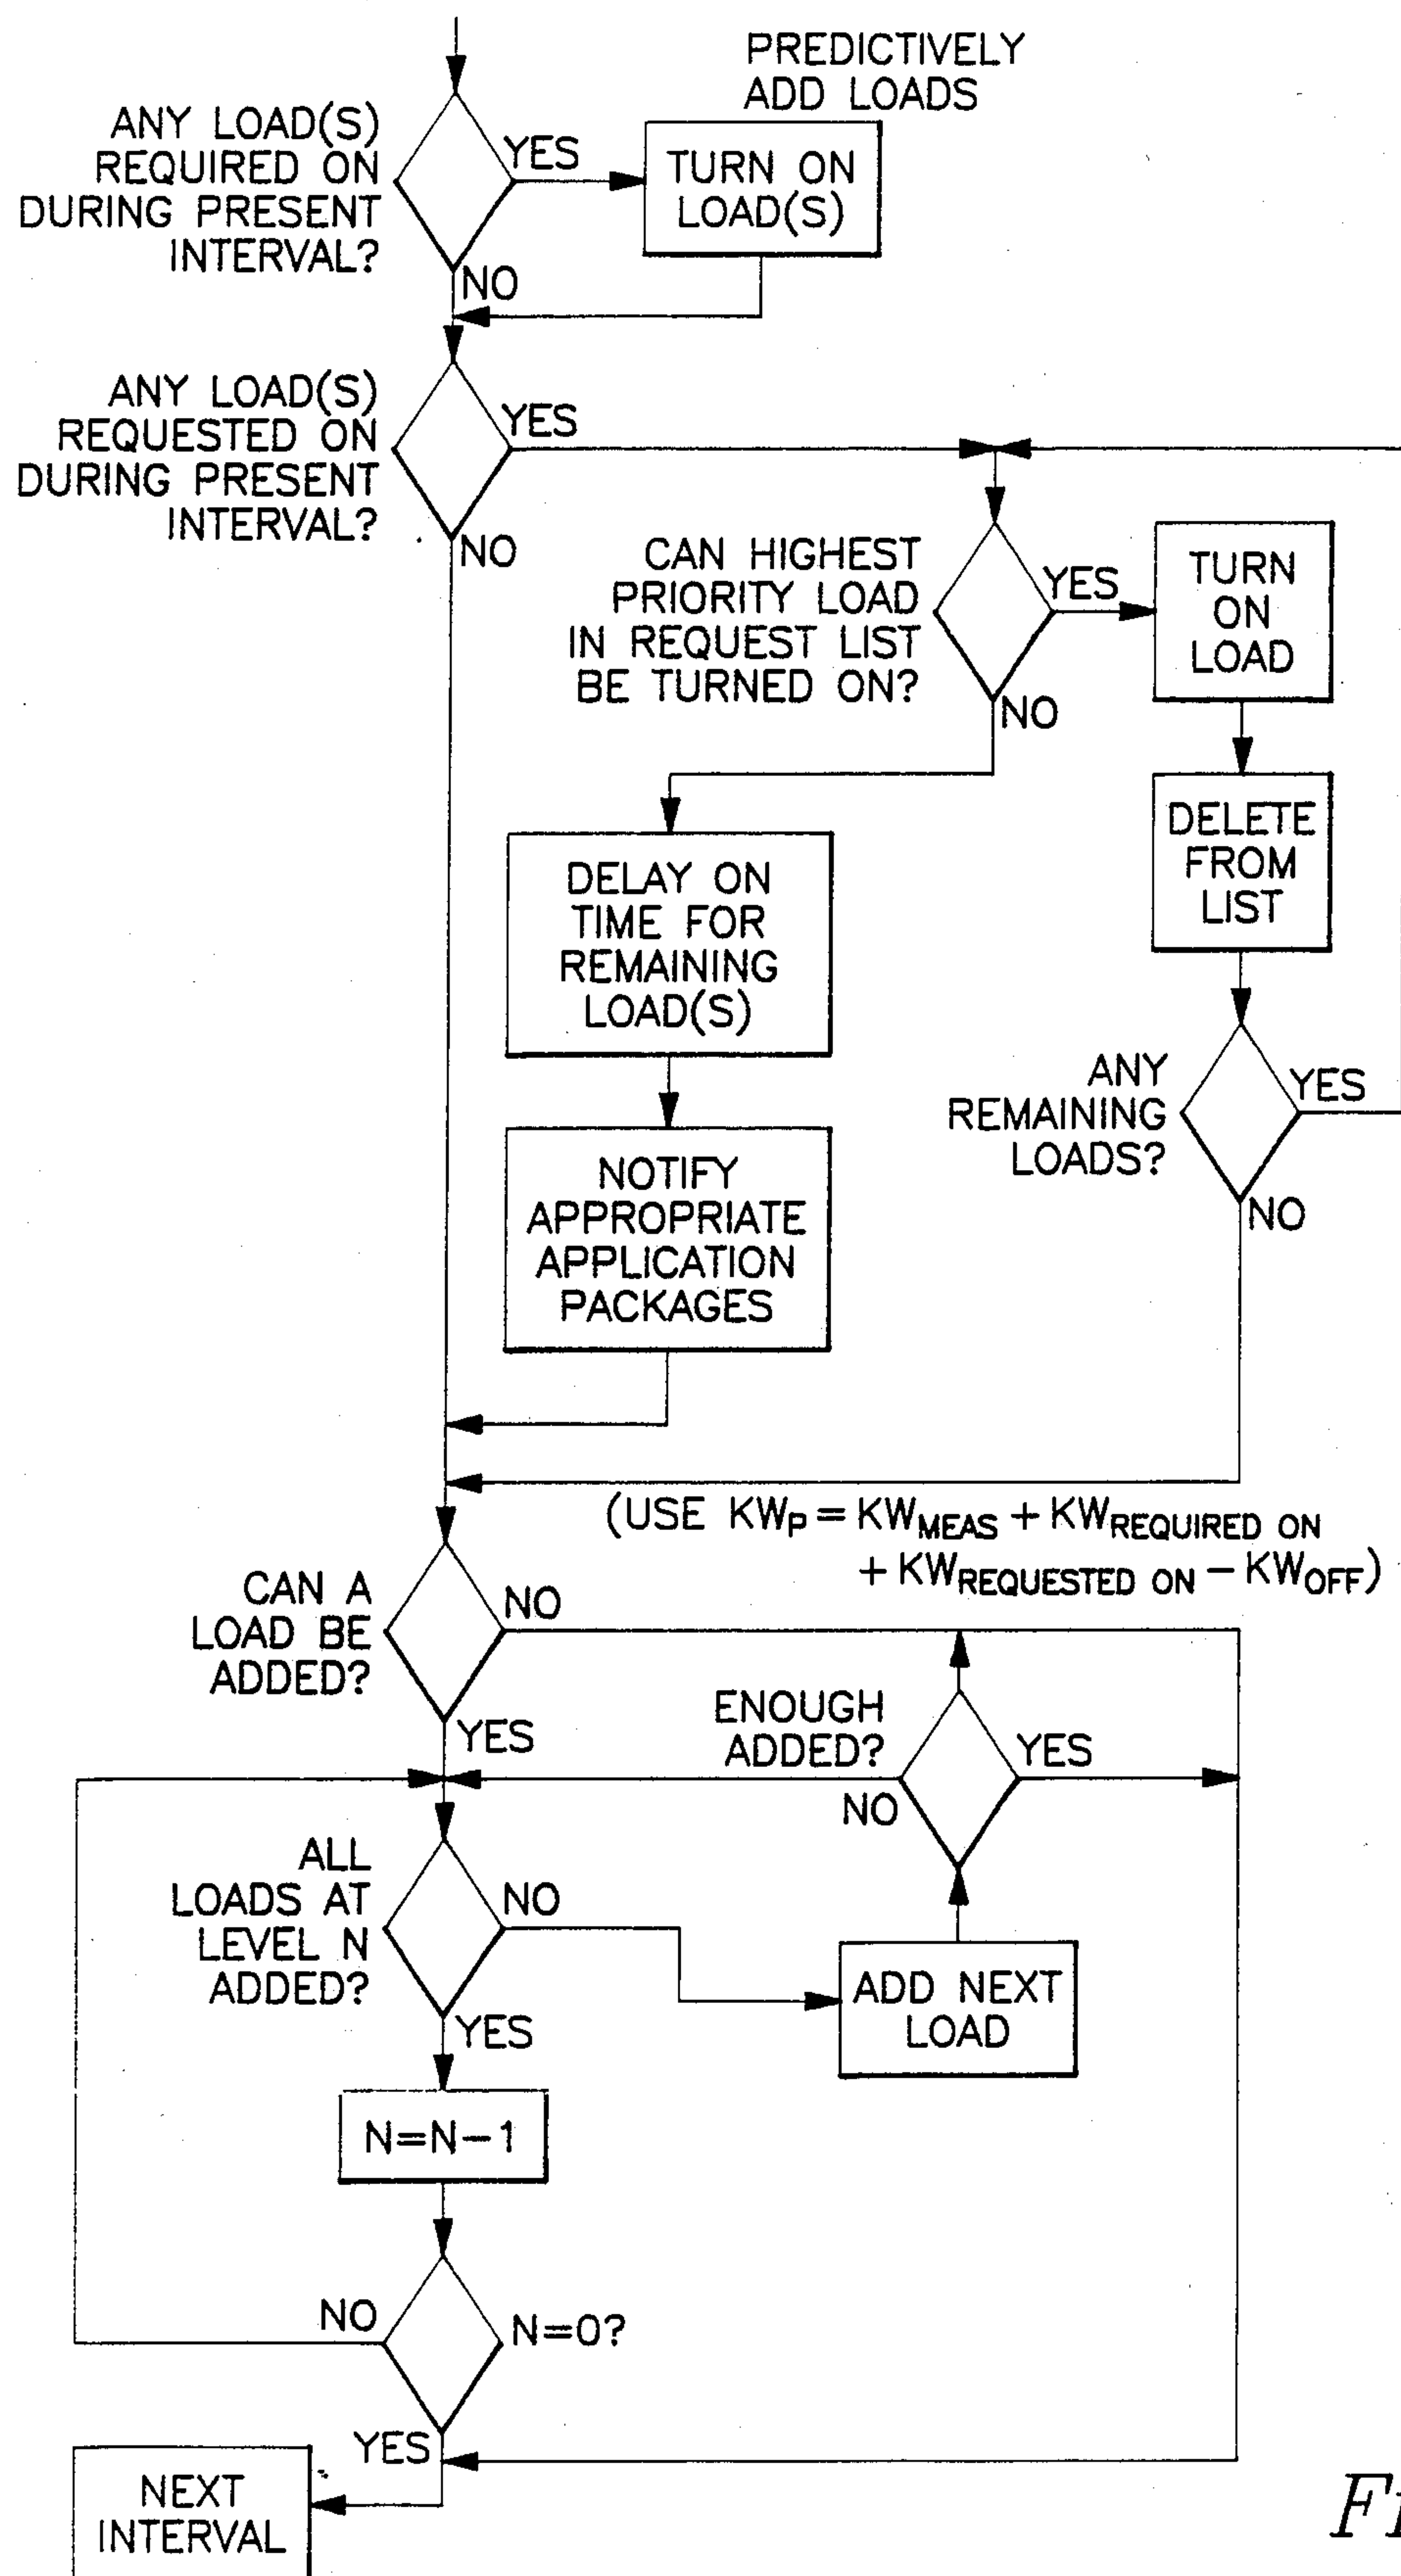 PREDICTIVELY
ADD LOADS
ANY LOAD(S)
REQUIRED ON
DURING PRESENT
INTERVAL?
YES
TURN ON
LOAD(S)
NO
ANY LOAD(S)
REQUESTED ON
DURING PRESENT
INTERVAL?
YES
NO
CAN HIGHEST
PRIORITY LOAD
IN REQUEST LIST
BE TURNED ON?
YES
TURN
ON
LOAD
NO
DELETE
FROM
LIST
DELAY ON
TIME FOR
REMAINING
LOAD(S)
ANY
REMAINING
LOADS?
YES
NO
NOTIFY
APPROPRIATE
APPLICATION
PACKAGES
(USE KWP = KWMEAS + KWREQUIRED ON
+ KWREQUESTED ON − KWOFF)
CAN A
LOAD BE
ADDED?
NO
YES
ENOUGH
ADDED?
YES
NO
ALL
LOADS AT
LEVEL N
ADDED?
NO
YES
ADD NEXT
LOAD
N=N−1
NO
N=0?
YES
NEXT
INTERVAL